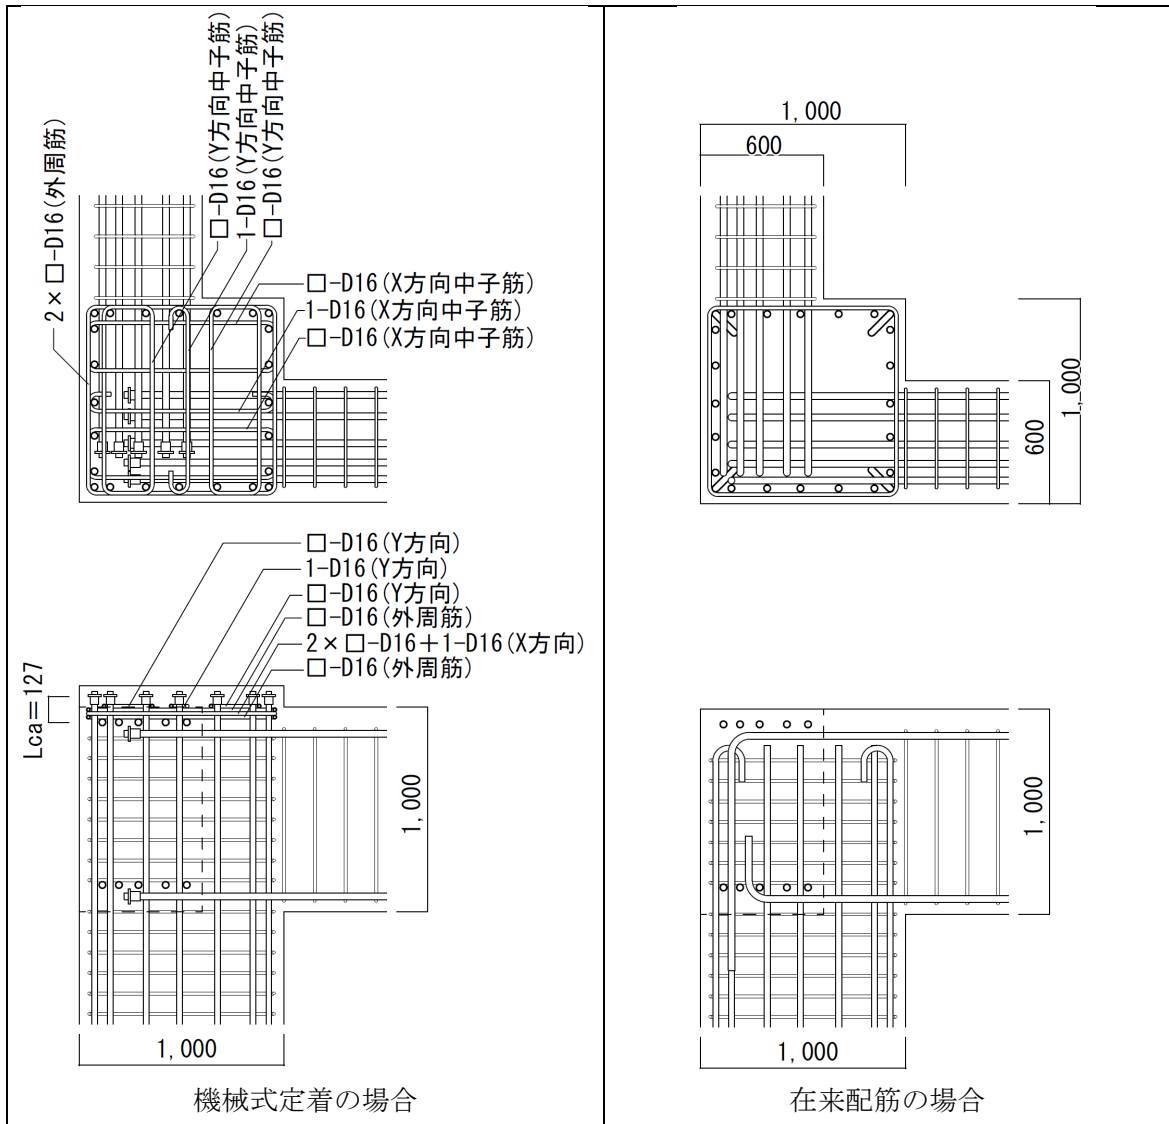 2×□-D16(外周筋)
□-D16(Y方向中子筋)
1-D16(Y方向中子筋)
□-D16(Y方向中子筋)
□-D16(X方向中子筋)
1-D16(X方向中子筋)
□-D16(X方向中子筋)
□-D16(Y方向)
1-D16(Y方向)
□-D16(Y方向)
□-D16(外周筋)
2×□-D16+1-D16(X方向)
□-D16(外周筋)
Lca=127
1,000
1,000
機械式定着の場合
1,000
600
600
1,000
1,000
1,000
在来配筋の場合